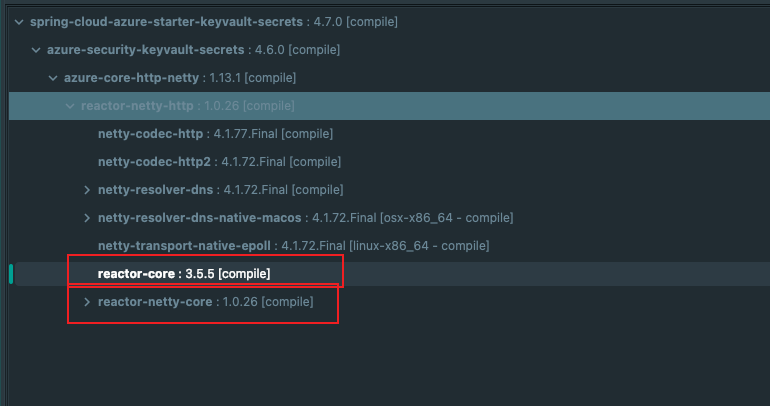 spring-cloud-azure-starter-keyvault-secrets : 4.7.0 [compile]
azure-security-keyvault-secrets : 4.6.0 [compile]
azure-core-http-netty : 1.13.1 [compile]
reactor-netty-http : 1.0.26 [compile]
netty-codec-http : 4.1.77.Final [compile]
netty-codec-http2 : 4.1.72.Final [compile]
netty-resolver-dns : 4.1.72.Final [compile]
netty-resolver-dns-native-macos : 4.1.72.Final [osx-x86_64 - compile]
netty-transport-native-epoll : 4.1.72.Final [linux-x86_64 - compile]
reactor-core : 3.5.5 [compile]
reactor-netty-core : 1.0.26 [compile]